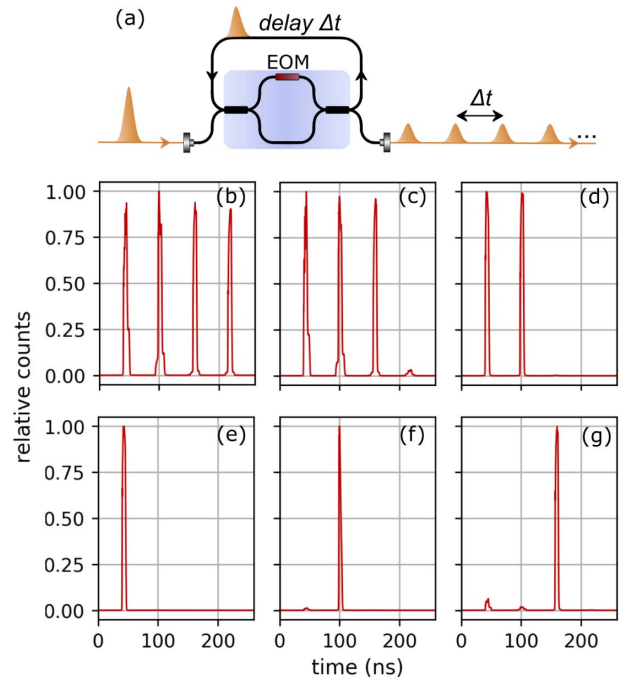 (a)
delay Δt
EOM
Δt
...
(b) (c) (d)
1.00
0.75
0.50
0.25
0.00
relative counts
(e) (f) (g)
1.00
0.75
0.50
0.25
0.00
0 100 200 0 100 200 0 100 200
time (ns)